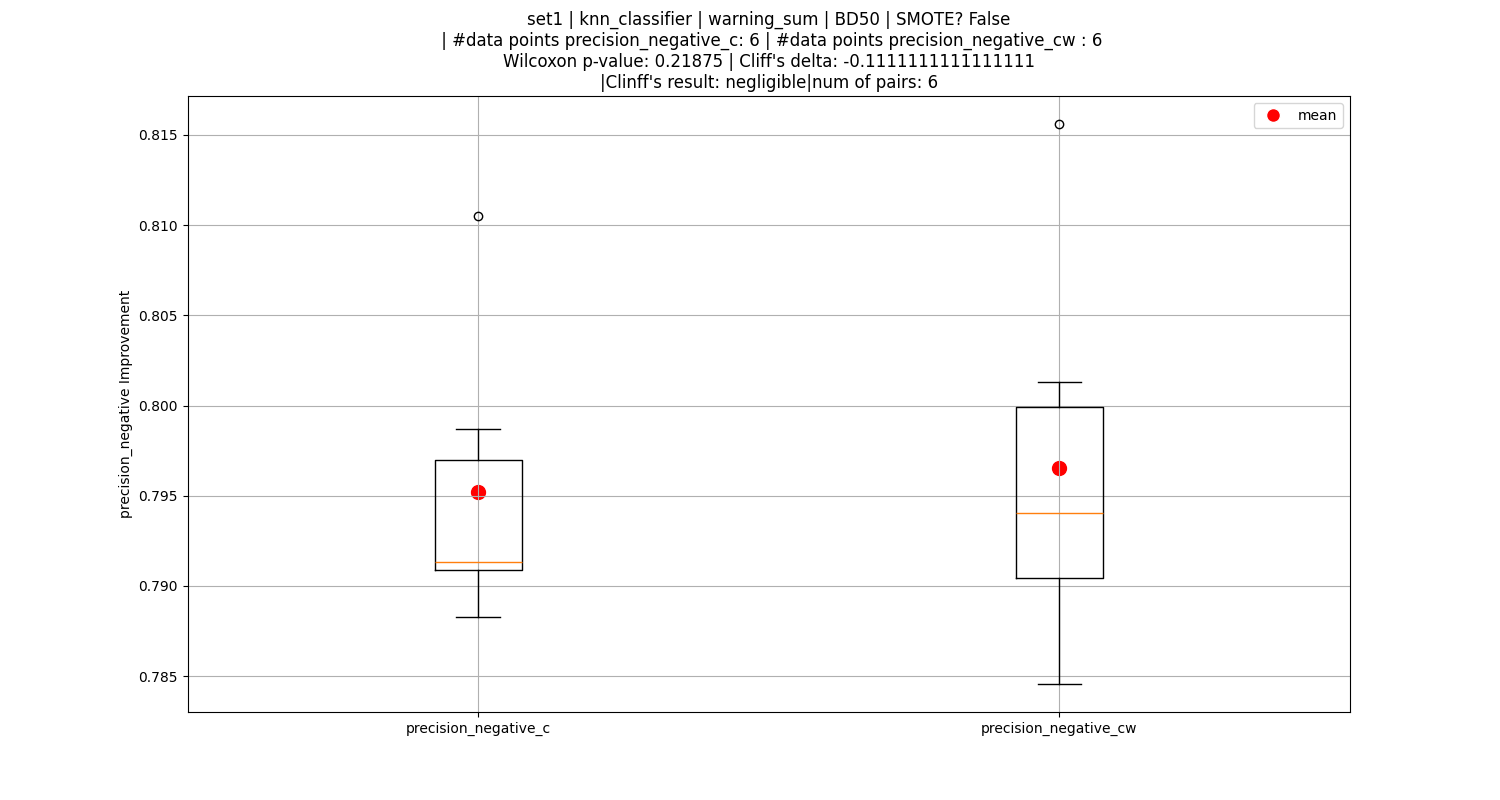 set1 | knn_classifier | warning_sum | BD50 | SMOTE? False
| #data points precision_negative_c: 6 | #data points precision_negative_cw : 6
Wilcoxon p-value: 0.21875 | Cliff's delta: -0.1111111111111111
|Clinff's result: negligible|num of pairs: 6
mean
0.815
0.810
0.805
0.800
0.795
0.790
0.785
precision_negative Improvement
precision_negative_c
precision_negative_cw